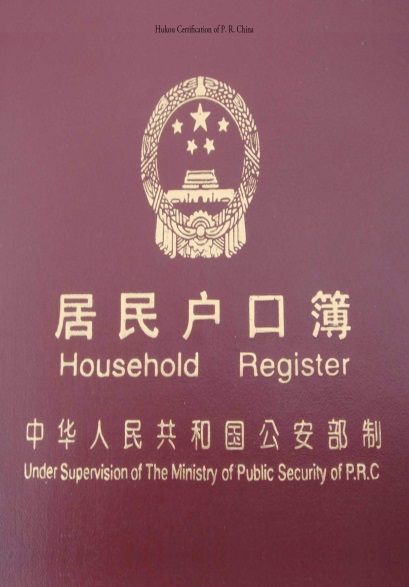 Hukou Certification of P. R. China
居民户口簿
Household Register
中华人民共和国公安部制
Under Supervision of The Ministry of Public Security of P.R.C